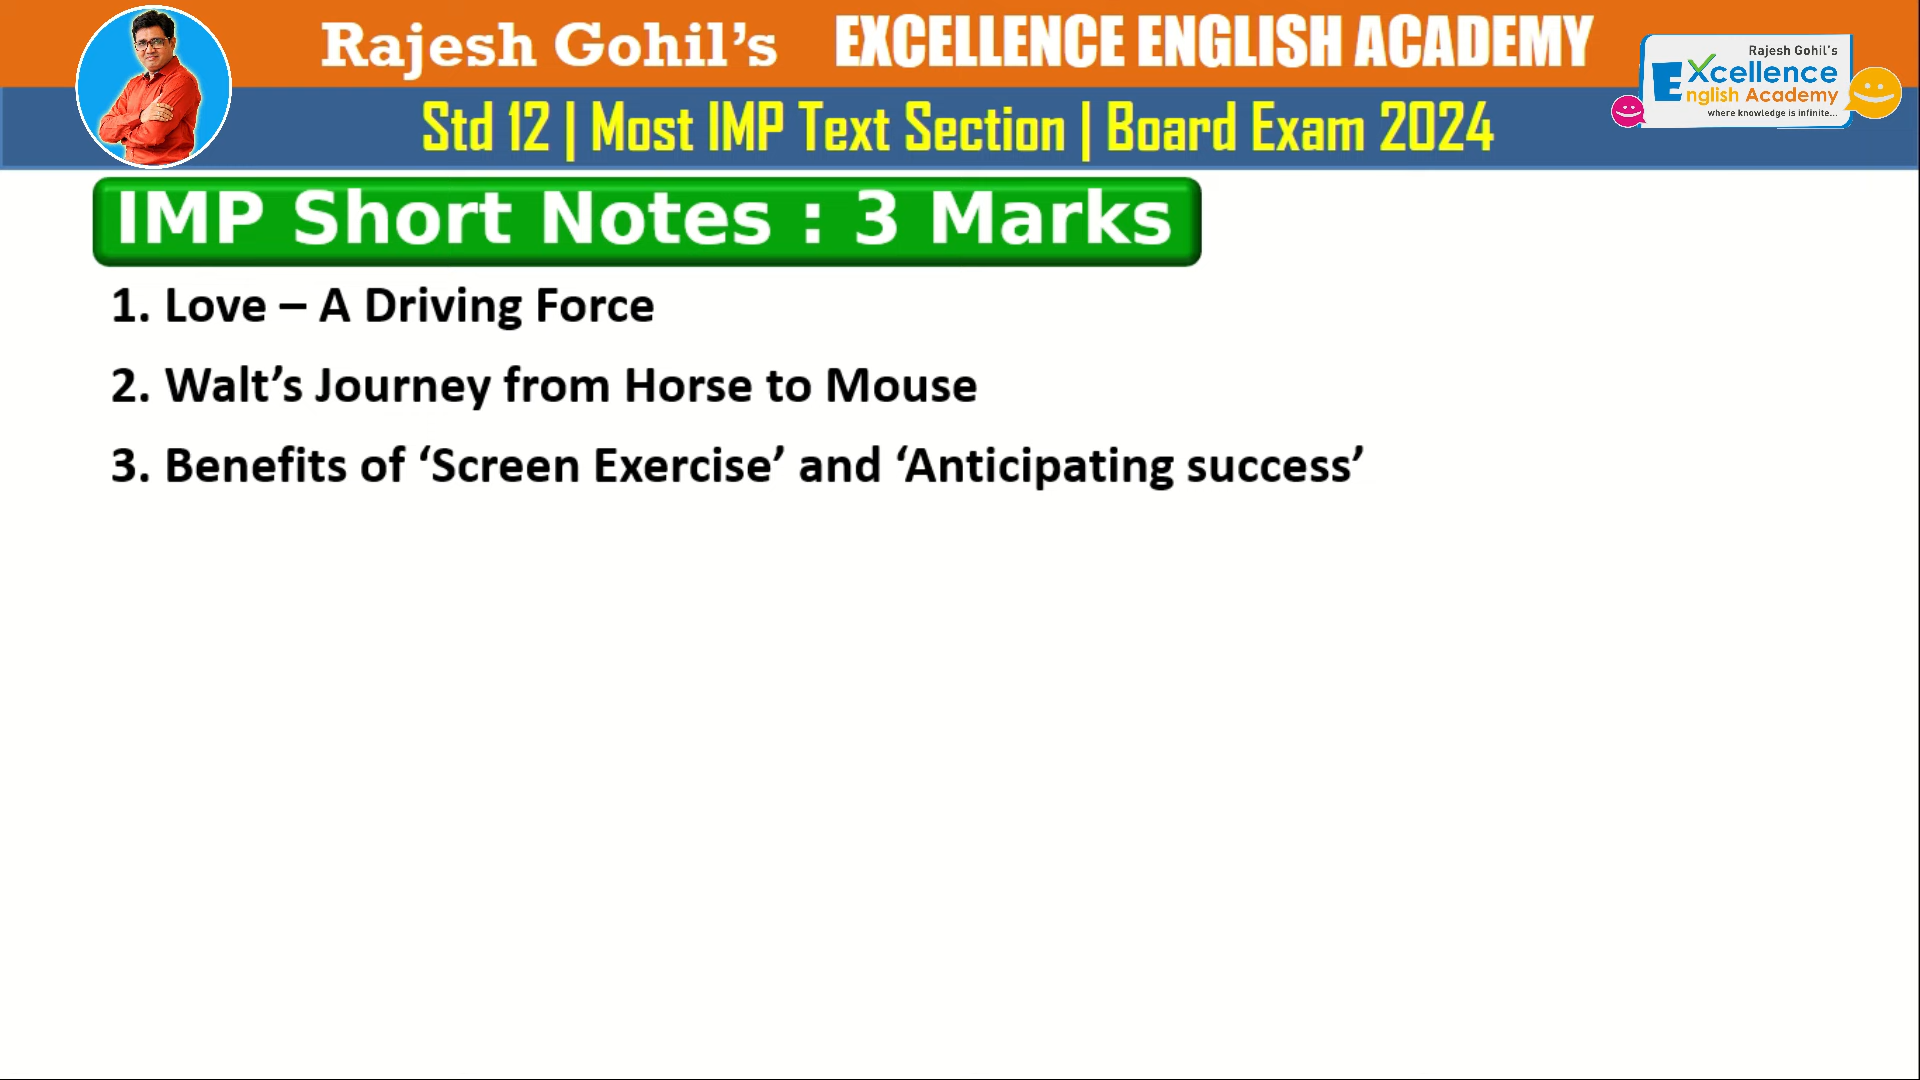 Rajesh Gohil’s EXCELLENCE ENGLISH ACADEMY
Rajesh Gohil’s
Excellence
English Academy
where knowledge is infinite...
Std 12 | Most IMP Text Section | Board Exam 2024
IMP Short Notes : 3 Marks
1. Love – A Driving Force
2. Walt’s Journey from Horse to Mouse
3. Benefits of ‘Screen Exercise’ and ‘Anticipating success’